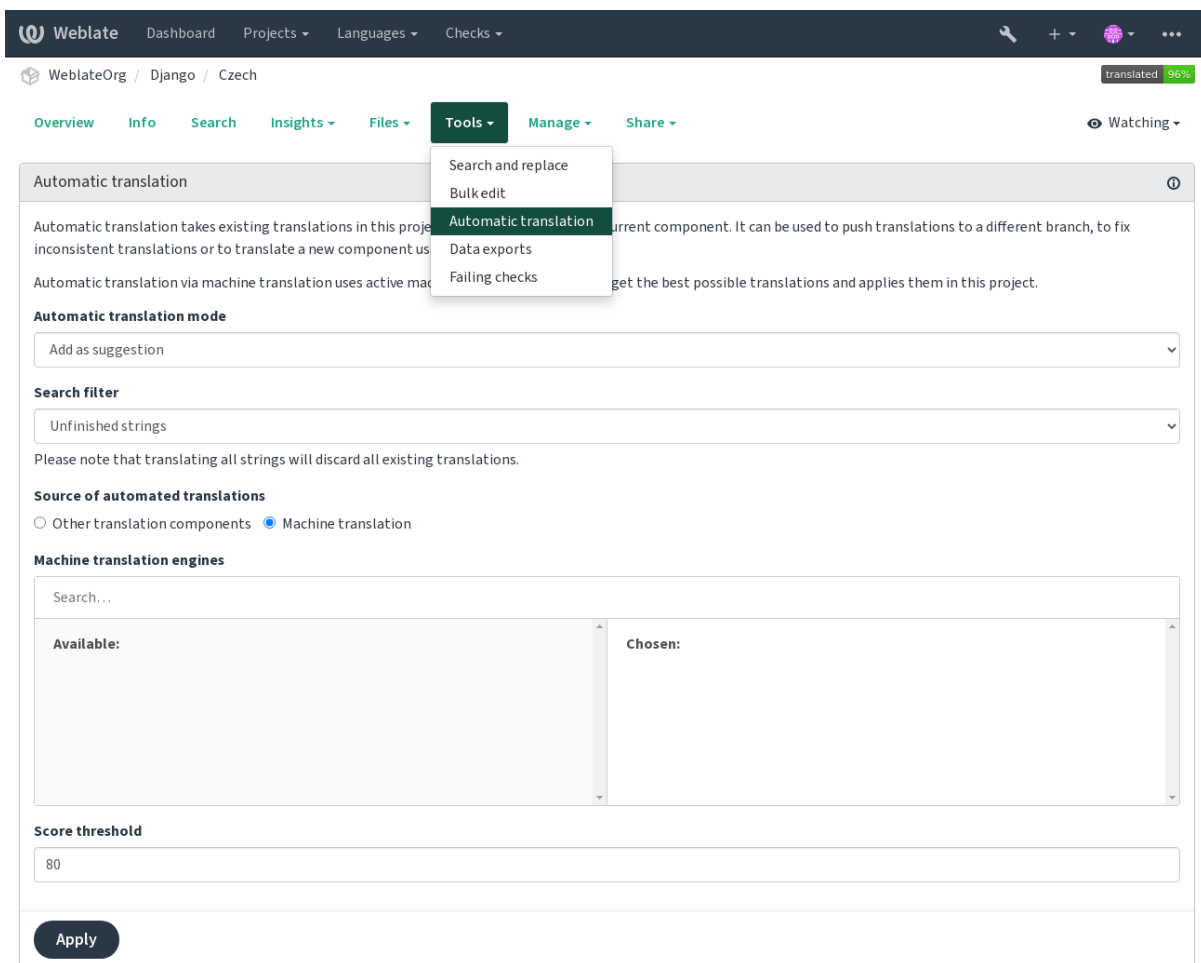 Weblate Dashboard Projects Languages Checks
WeblateOrg / Django / Czech translated 96%
Overview Info Search Insights Files Tools Manage Share Watching
Search and replace
Bulk edit
Automatic translation
Data exports
Failing checks
Automatic translation
Automatic translation takes existing translations in this proje urrent component. It can be used to push translations to a different branch, to fix
inconsistent translations or to translate a new component us
Automatic translation via machine translation uses active mac get the best possible translations and applies them in this project.
Automatic translation mode
Add as suggestion
Search filter
Unfinished strings
Please note that translating all strings will discard all existing translations.
Source of automated translations
Other translation components Machine translation
Machine translation engines
Search…
Available: Chosen:
Score threshold
80
Apply